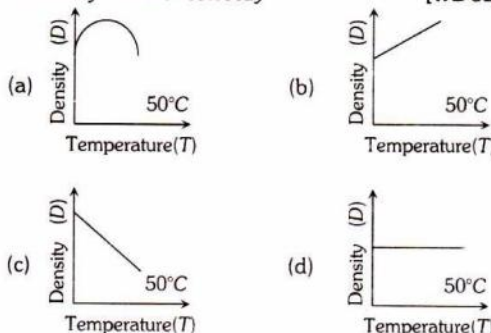 (a) Density (D) 50°C Temperature(T)
(b) Density (D) 50°C Temperature(T)
(c) Density (D) 50°C Temperature(T)
(d) Density (D) 50°C Temperature(T)